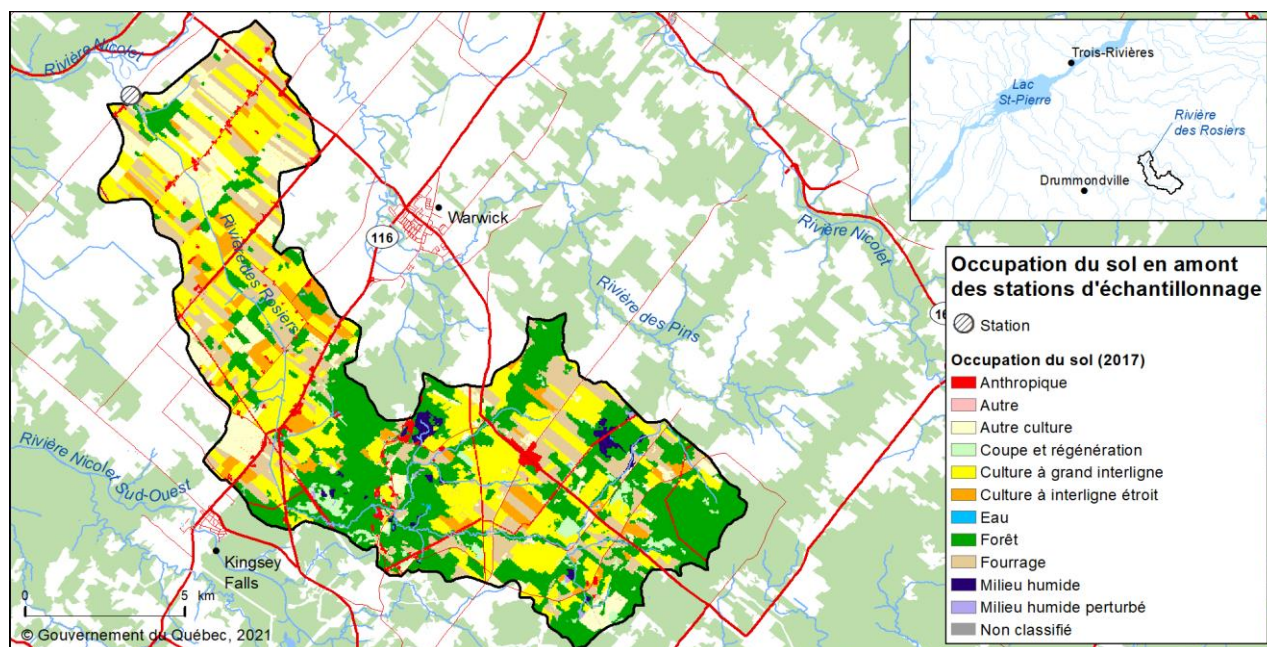 Rivière Nicolet
Trois-Rivières
Lac
St-Pierre
Rivière
des Rosiers
Drummondville
Warwick
116
Rivière Nicolet
Rivière des Rosiers
Rivière des Pins
Rivière Nicolet Sud-Ouest
Kingsey
Falls
0 5 km
© Gouvernement du Québec, 2021
Occupation du sol en amont
des stations d'échantillonnage
Station
Occupation du sol (2017)
Anthropique
Autre
Autre culture
Coupe et régénération
Culture à grand interligne
Culture à interligne étroit
Eau
Forêt
Fourrage
Milieu humide
Milieu humide perturbé
Non classifié